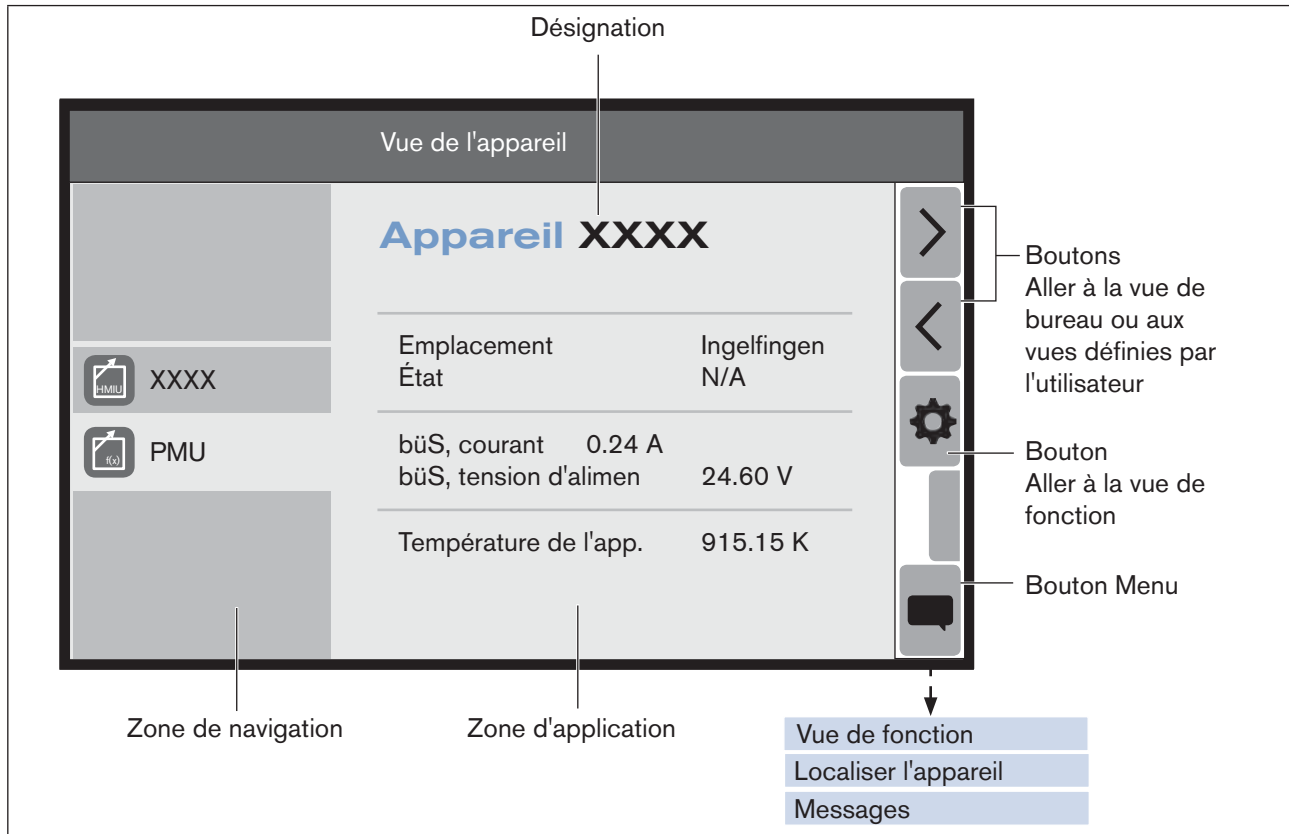 Désignation
Vue de l'appareil
Appareil XXXX
Emplacement Ingelfingen
État N/A
büS, courant 0.24 A
büS, tension d'alimen 24.60 V
Température de l'app. 915.15 K
HMIU XXXX
f(x) PMU
Boutons
Aller à la vue de
bureau ou aux
vues définies par
l'utilisateur
Bouton
Aller à la vue de
fonction
Bouton Menu
Zone de navigation
Zone d'application
Vue de fonction
Localiser l'appareil
Messages